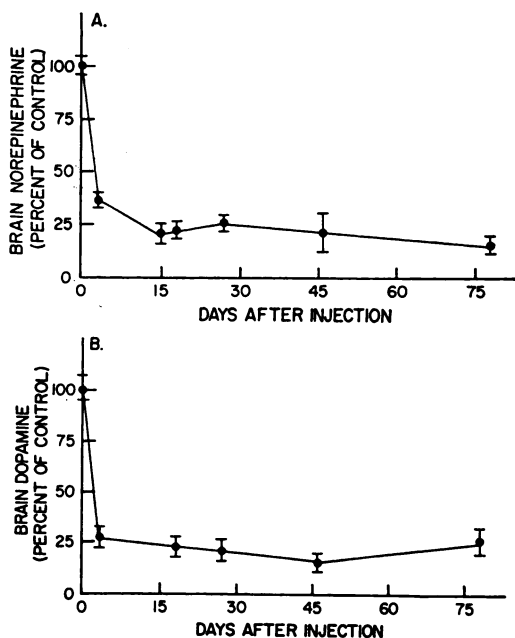 A.
BRAIN NOREPINEPHRINE
(PERCENT OF CONTROL)
100
75
50
25
0
0 15 30 45 60 75
DAYS AFTER INJECTION
B.
BRAIN DOPAMINE
(PERCENT OF CONTROL)
100
75
50
25
0
0 15 30 45 60 75
DAYS AFTER INJECTION